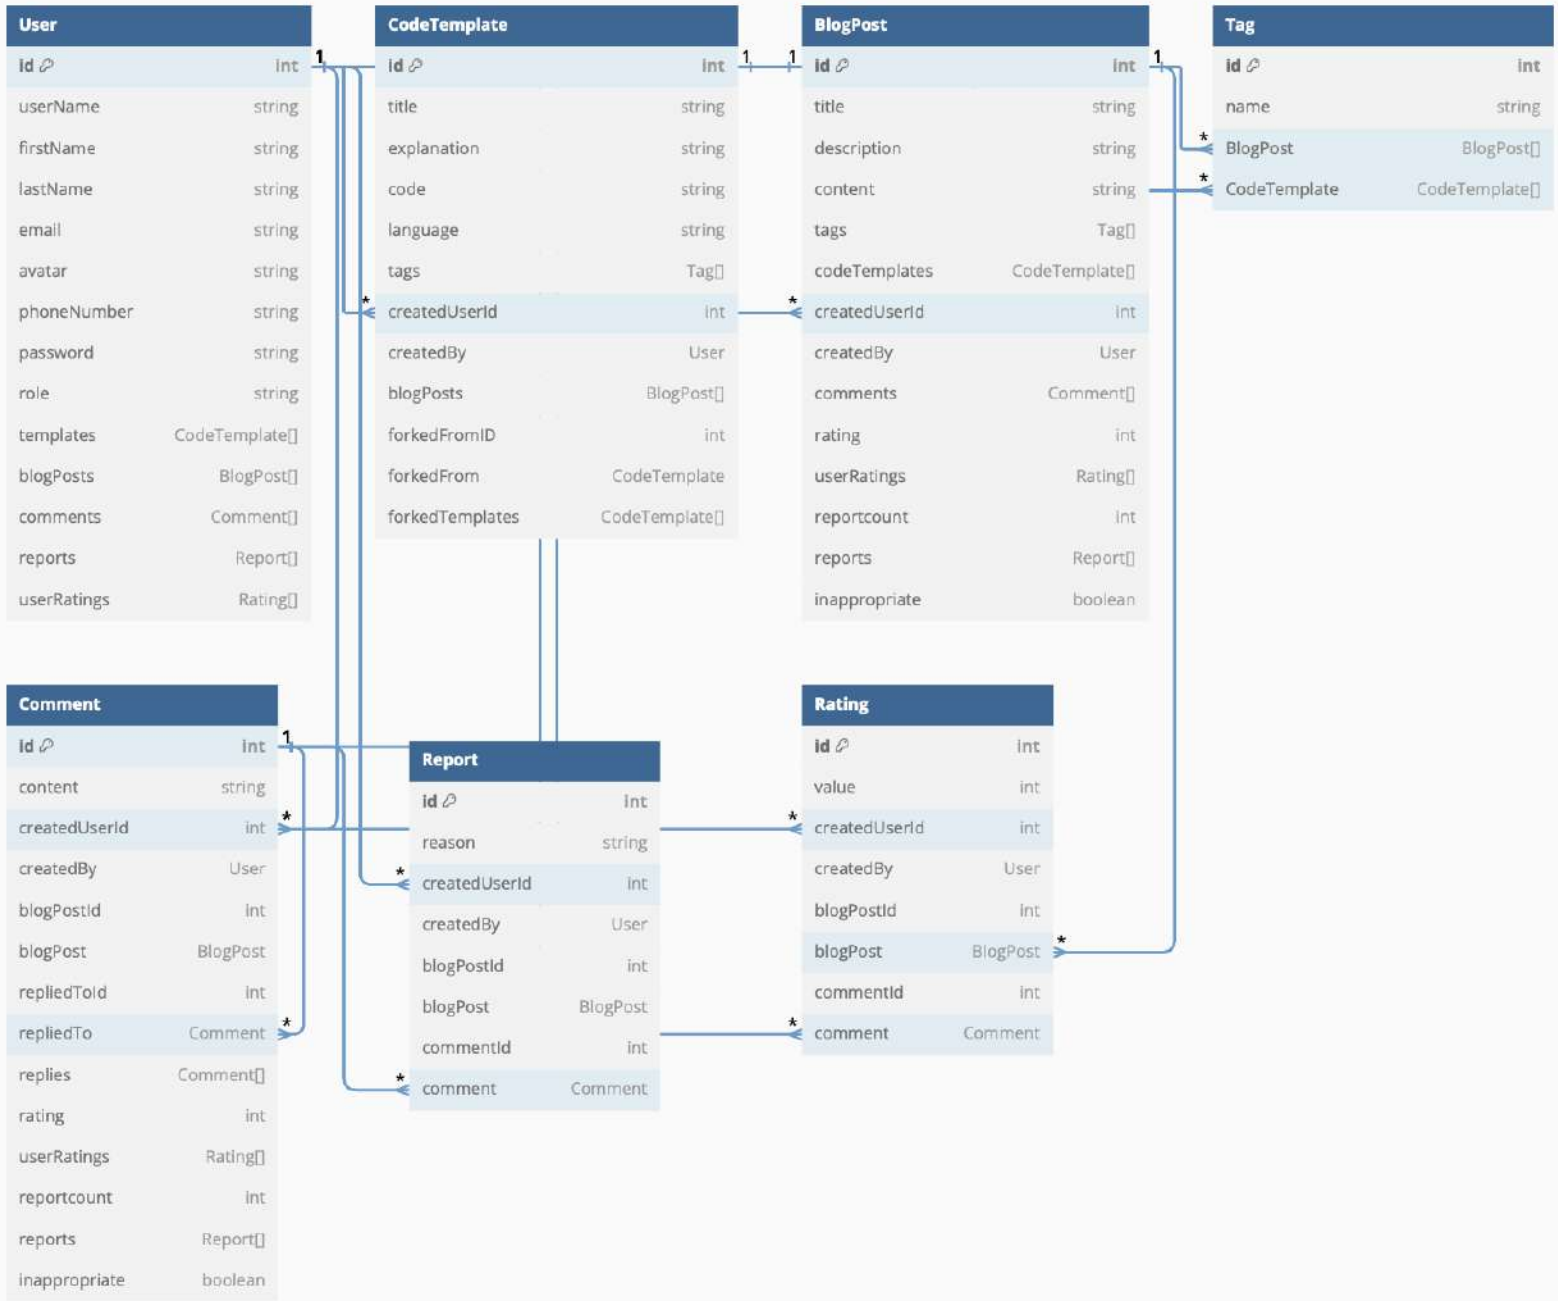 User
id int
userName string
firstName string
lastName string
email string
avatar string
phoneNumber string
password string
role string
templates CodeTemplate[]
blogPosts BlogPost[]
comments Comment[]
reports Report[]
userRatings Rating[]
1
CodeTemplate
id int
title string
explanation string
code string
language string
tags Tag[]
* createdUserId int
createdBy User
blogPosts BlogPost[]
forkedFromID int
forkedFrom CodeTemplate
forkedTemplates CodeTemplate[]
1 1
BlogPost
id int
title string
description string
content string
tags Tag[]
codeTemplates CodeTemplate[]
* createdUserId int
createdBy User
comments Comment[]
rating int
userRatings Rating[]
reportcount int
reports Report[]
inappropriate boolean
1
Tag
id int
name string
* BlogPost BlogPost[]
* CodeTemplate CodeTemplate[]
Comment
id int 1
content string
createdUserId int *
createdBy User
blogPostId int
blogPost BlogPost
repliedToId int
repliedTo Comment *
replies Comment[]
rating int
userRatings Rating[]
reportcount int
reports Report[]
inappropriate boolean
Report
id int
reason string
* createdUserId int
createdBy User
blogPostId int
blogPost BlogPost
commentId int
* comment Comment
Rating
id int
value int
* createdUserId int
createdBy User
blogPostId int
blogPost BlogPost *
commentId int
* comment Comment